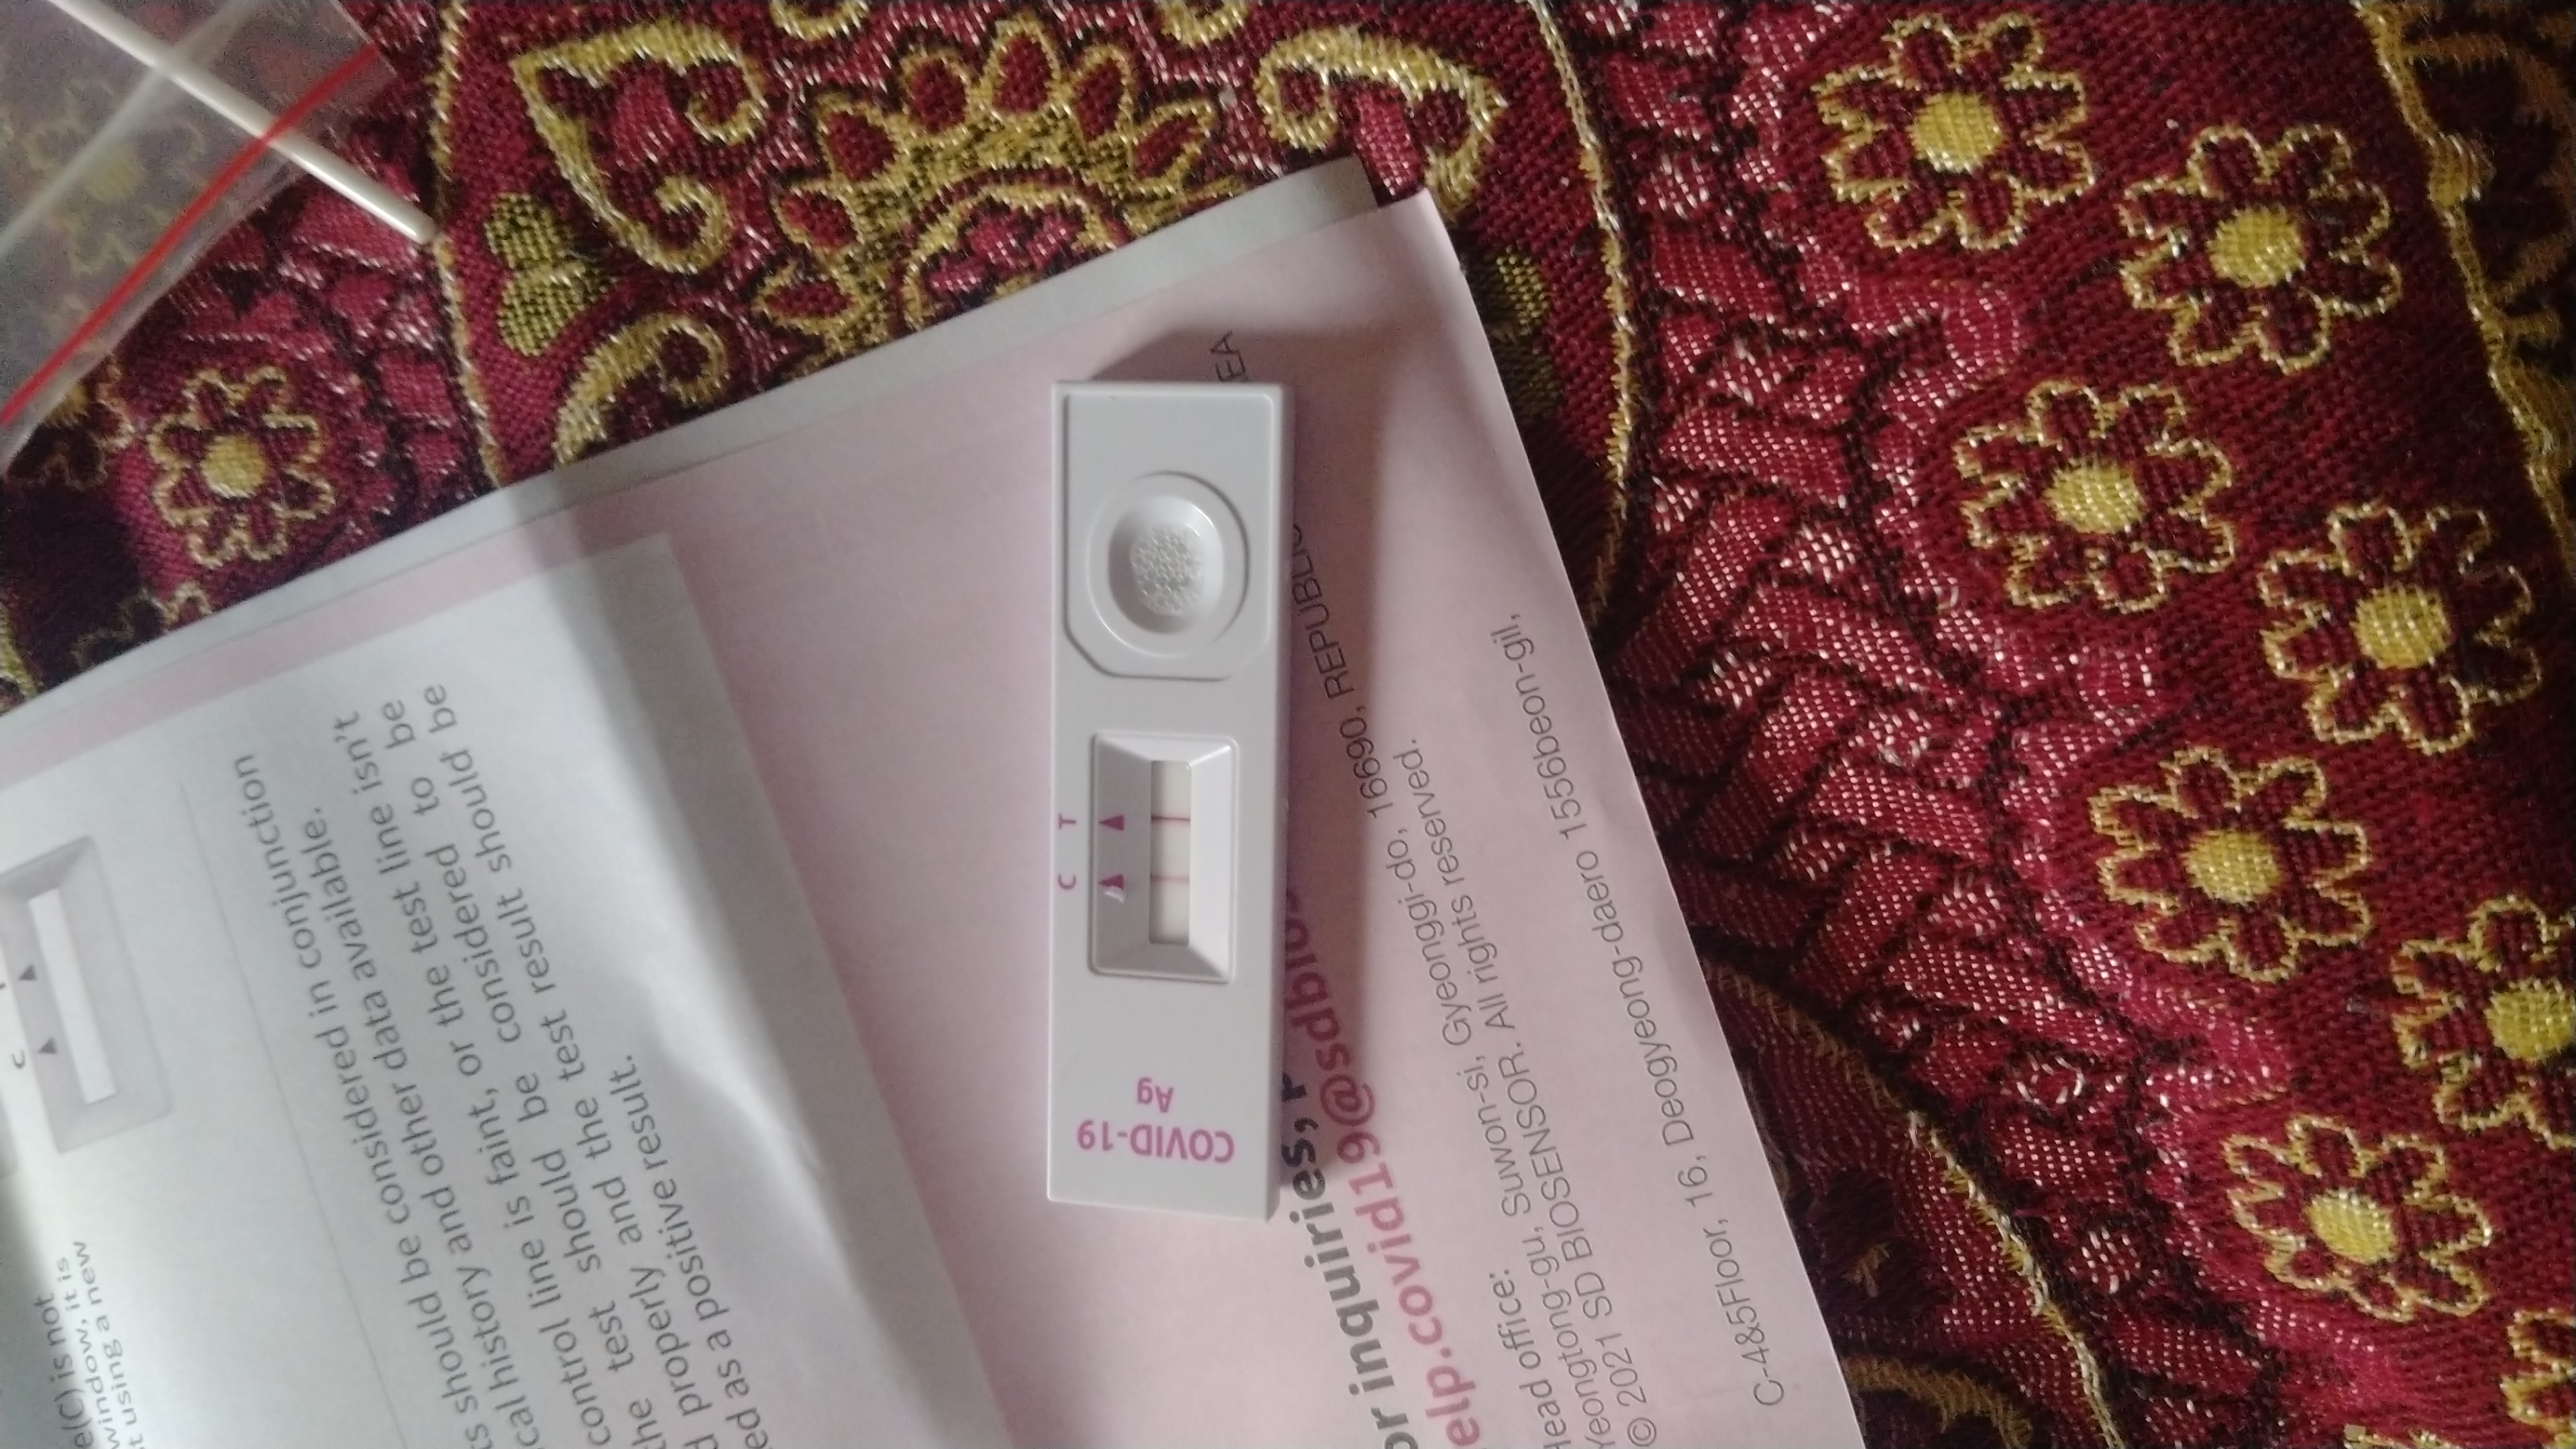 C T
e(C) is not
window, it is
t using a new
ts should be considered in conjunction
cal history and other data available.
control line is faint, or the test line isn't
the test should be considered to be
d properly and the test result should be
ed as a positive result.
C T
COVID-19
Ag
or inquiries, p
elp.covid19@sdbios
Head office:
Yeongtong-gu, Suwon-si, Gyeonggi-do, 16690, REPUBLIC EA
© 2021 SD BIOSENSOR. All rights reserved.
C-4&5Floor, 16, Deogyeong-daero 1556beon-gil,